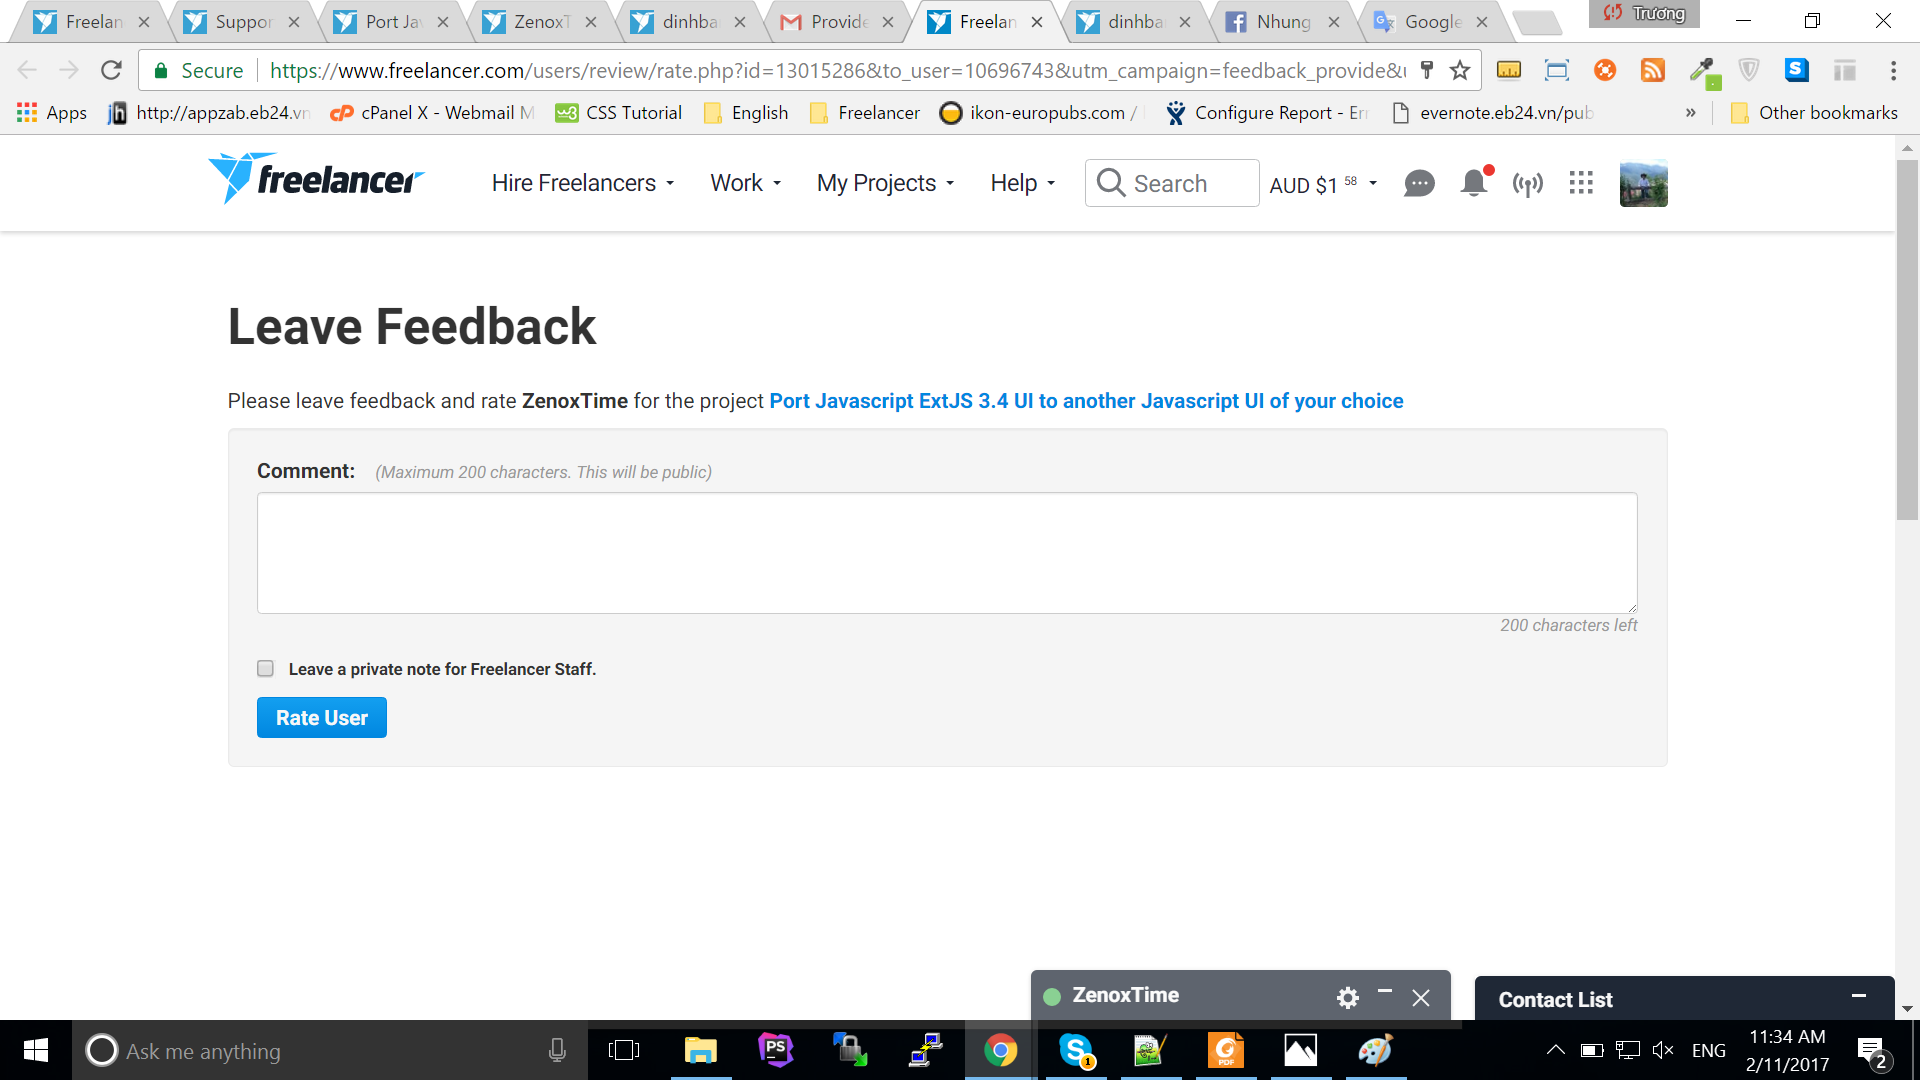 Freelan
Suppor
Port Jav
ZenoxT
dinhba
Provide
Freelan
dinhba
Nhung
Google
Trương
Secure https://www.freelancer.com/users/review/rate.php?id=13015286&to_user=10696743&utm_campaign=feedback_provide&u
Apps
http://appzab.eb24.vn
cPanel X - Webmail M
CSS Tutorial
English
Freelancer
ikon-europubs.com /
Configure Report - Err
evernote.eb24.vn/pub
»
Other bookmarks
freelancer
Hire Freelancers
Work
My Projects
Help
Search
AUD $1 58
Leave Feedback
Please leave feedback and rate ZenoxTime for the project Port Javascript ExtJS 3.4 UI to another Javascript UI of your choice
Comment: (Maximum 200 characters. This will be public)
200 characters left
Leave a private note for Freelancer Staff.
Rate User
ZenoxTime
Contact List
Ask me anything
ENG
11:34 AM
2/11/2017
2